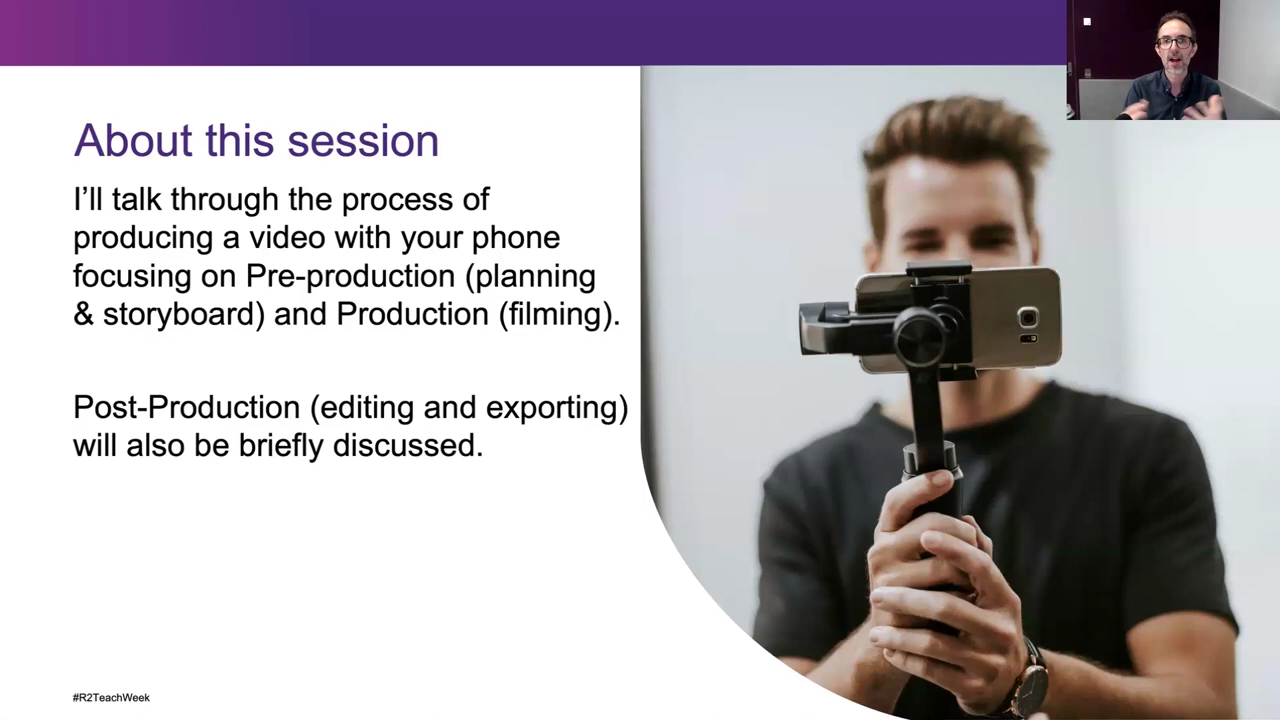 About this session
I’ll talk through the process of
producing a video with your phone
focusing on Pre-production (planning
& storyboard) and Production (filming).
Post-Production (editing and exporting)
will also be briefly discussed.
#R2TeachWeek